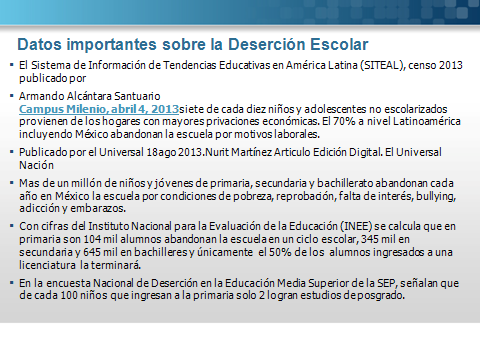 Datos importantes sobre la Deserción Escolar
El Sistema de Información de Tendencias Educativas en América Latina (SITEAL), censo 2013
publicado por
Armando Alcántara Santuario
Campus Milenio, abril 4, 2013siete de cada diez niños y adolescentes no escolarizados
provienen de los hogares con mayores privaciones económicas. El 70% a nivel Latinoamérica
incluyendo México abandonan la escuela por motivos laborales.
Publicado por el Universal 18ago 2013.Nurit Martínez Articulo Edición Digital. El Universal
Nación
Mas de un millón de niños y jóvenes de primaria, secundaria y bachillerato abandonan cada
año en México la escuela por condiciones de pobreza, reprobación, falta de interés, bullying,
adicción y embarazos.
Con cifras del Instituto Nacional para la Evaluación de la Educación (INEE) se calcula que en
primaria son 104 mil alumnos abandonan la escuela en un ciclo escolar, 345 mil en
secundaria y 645 mil en bachilleres y únicamente el 50% de los alumnos ingresados a una
licenciatura la terminará.
En la encuesta Nacional de Deserción en la Educación Media Superior de la SEP, señalan que
de cada 100 niños que ingresan a la primaria solo 2 logran estudios de posgrado.